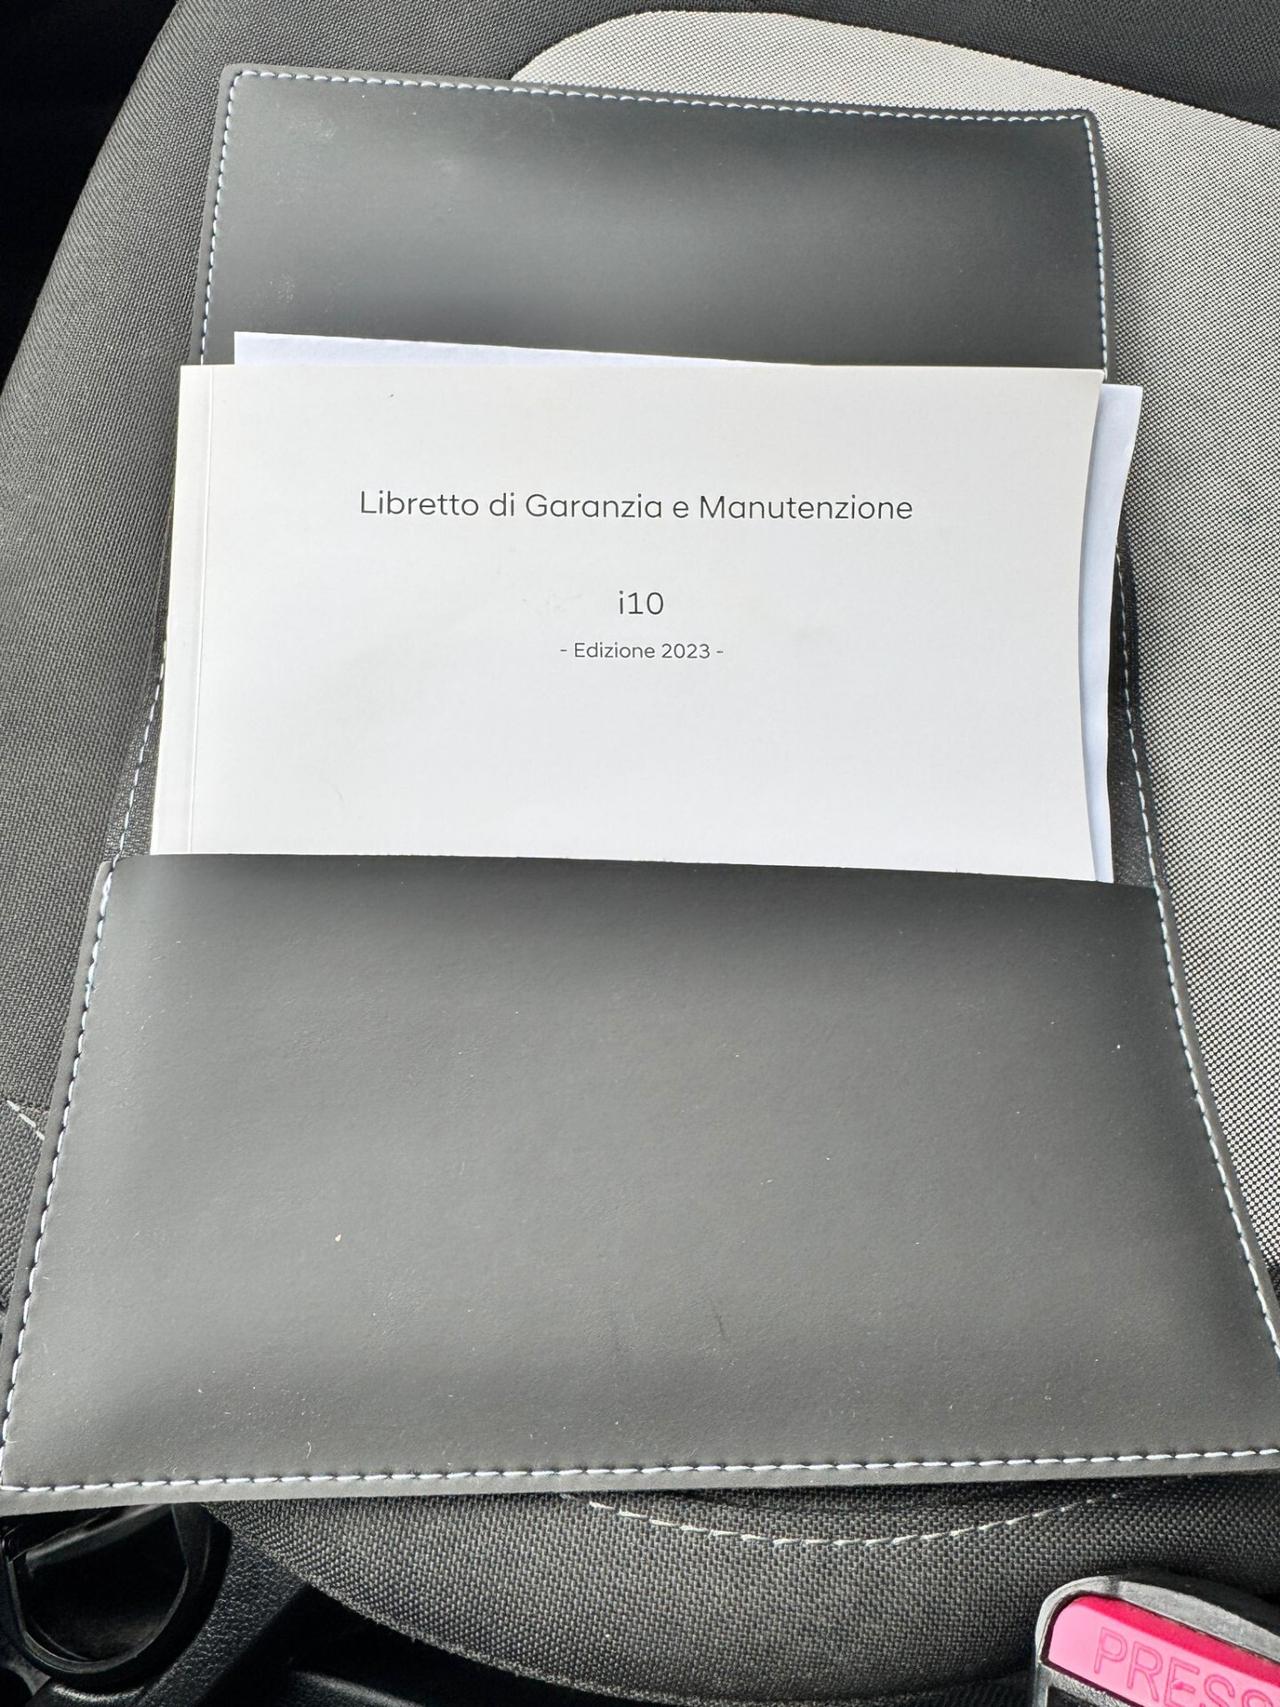 Libretto di Garanzia e Manutenzione
i10
- Edizione 2023 -
PRESS